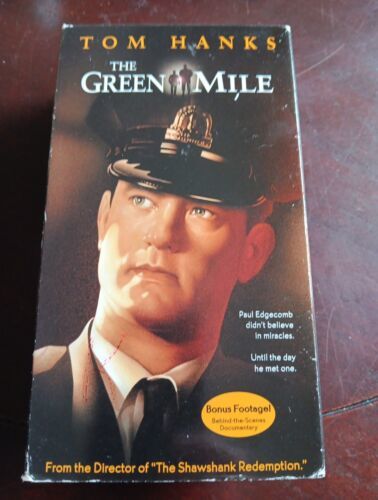 TOM HANKS
THE
GREEN MILE
Paul Edgecomb
didn't believe
in miracles.
Until the day
he met one.
Bonus Footage!
Behind-the-Scenes
Documentary
From the Director of "The Shawshank Redemption."